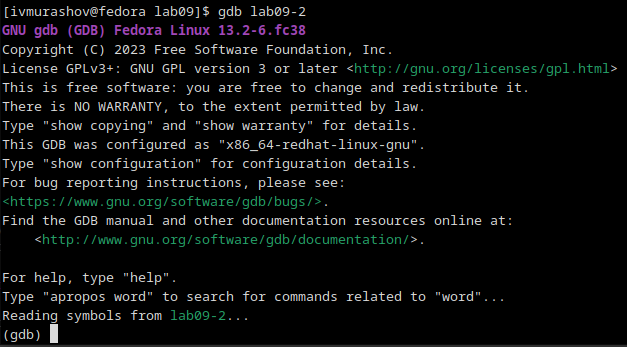 [ivmurashov@fedora lab09]$ gdb lab09-2
GNU gdb (GDB) Fedora Linux 13.2-6.fc38
Copyright (C) 2023 Free Software Foundation, Inc.
License GPLv3+: GNU GPL version 3 or later <http://gnu.org/licenses/gpl.html>
This is free software: you are free to change and redistribute it.
There is NO WARRANTY, to the extent permitted by law.
Type "show copying" and "show warranty" for details.
This GDB was configured as "x86_64-redhat-linux-gnu".
Type "show configuration" for configuration details.
For bug reporting instructions, please see:
<https://www.gnu.org/software/gdb/bugs/>.
Find the GDB manual and other documentation resources online at:
    <http://www.gnu.org/software/gdb/documentation/>.

For help, type "help".
Type "apropos word" to search for commands related to "word"...
Reading symbols from lab09-2...
(gdb)